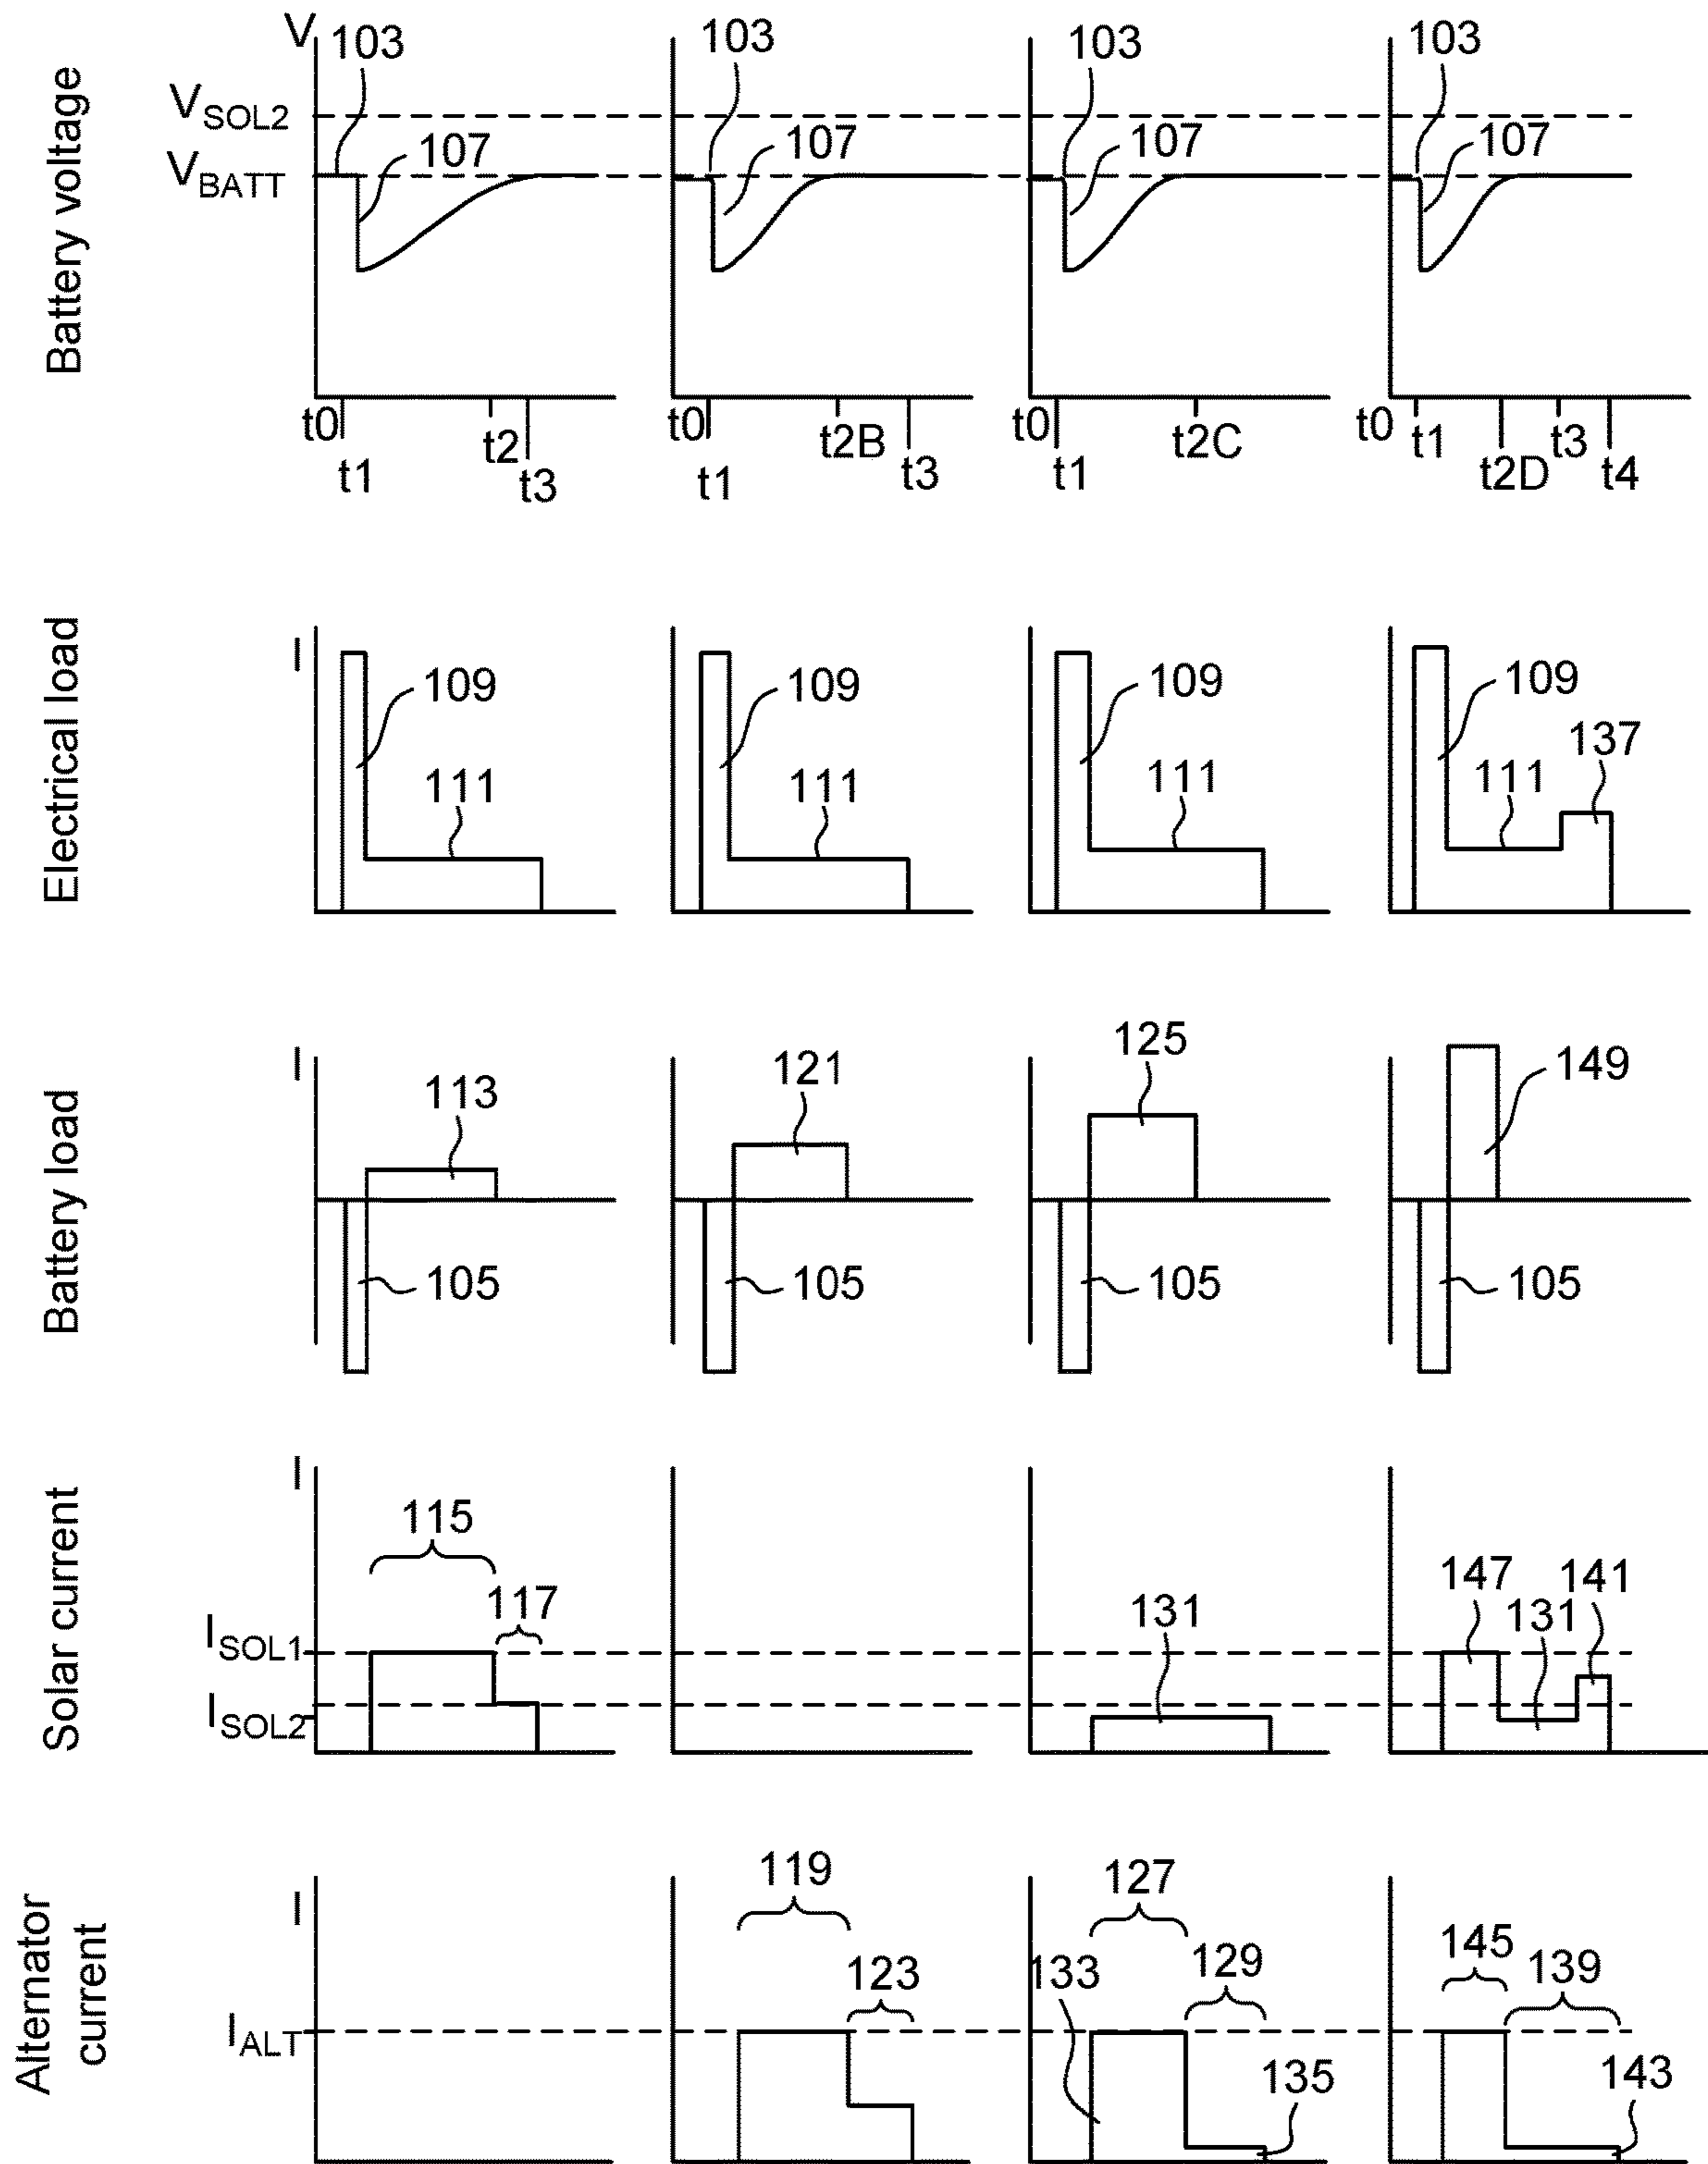 V
103
103
103
103
Battery voltage
V_SOL2
107
107
107
107
V_BATT
t0
t1
t2
t3
t0
t1
t2B
t3
t0
t1
t2C
t0
t1
t2D
t3
t4
Electrical load
I
109
109
109
109
137
111
111
111
111
Battery load
I
113
121
125
149
105
105
105
105
Solar current
I
115
117
131
147
141
131
I_SOL1
I_SOL2
Alternator
current
I
119
127
123
133
129
145
139
I_ALT
135
143